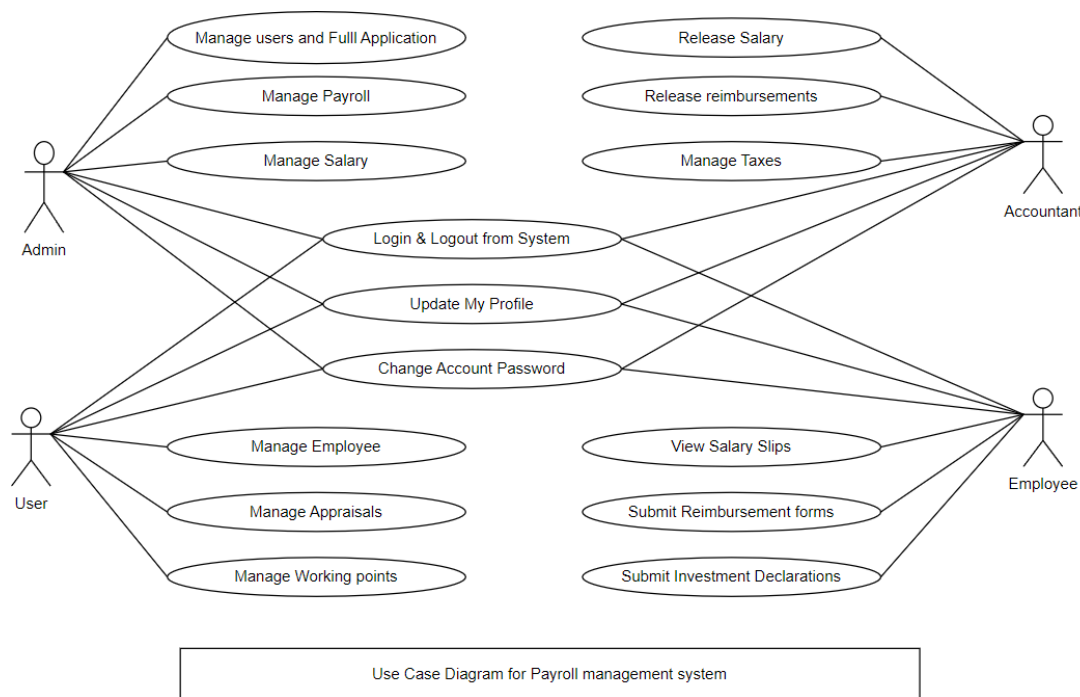 Manage users and Fulll Application
Release Salary
Manage Payroll
Release reimbursements
Manage Salary
Manage Taxes
Admin
Accountant
Login & Logout from System
Update My Profile
Change Account Password
Manage Employee
View Salary Slips
User
Employee
Manage Appraisals
Submit Reimbursement forms
Manage Working points
Submit Investment Declarations
Use Case Diagram for Payroll management system